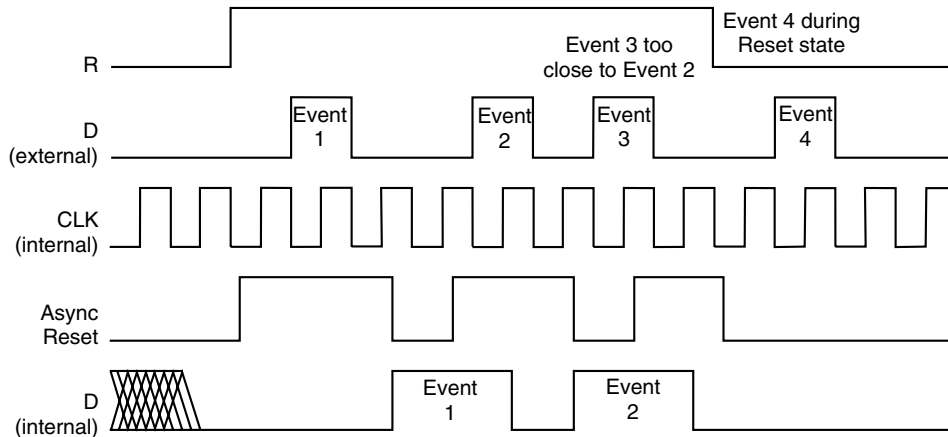 Event 4 during
Reset state
Event 3 too
close to Event 2
R
D
(external)
Event
1
Event
2
Event
3
Event
4
CLK
(internal)
Async
Reset
D
(internal)
Event
1
Event
2